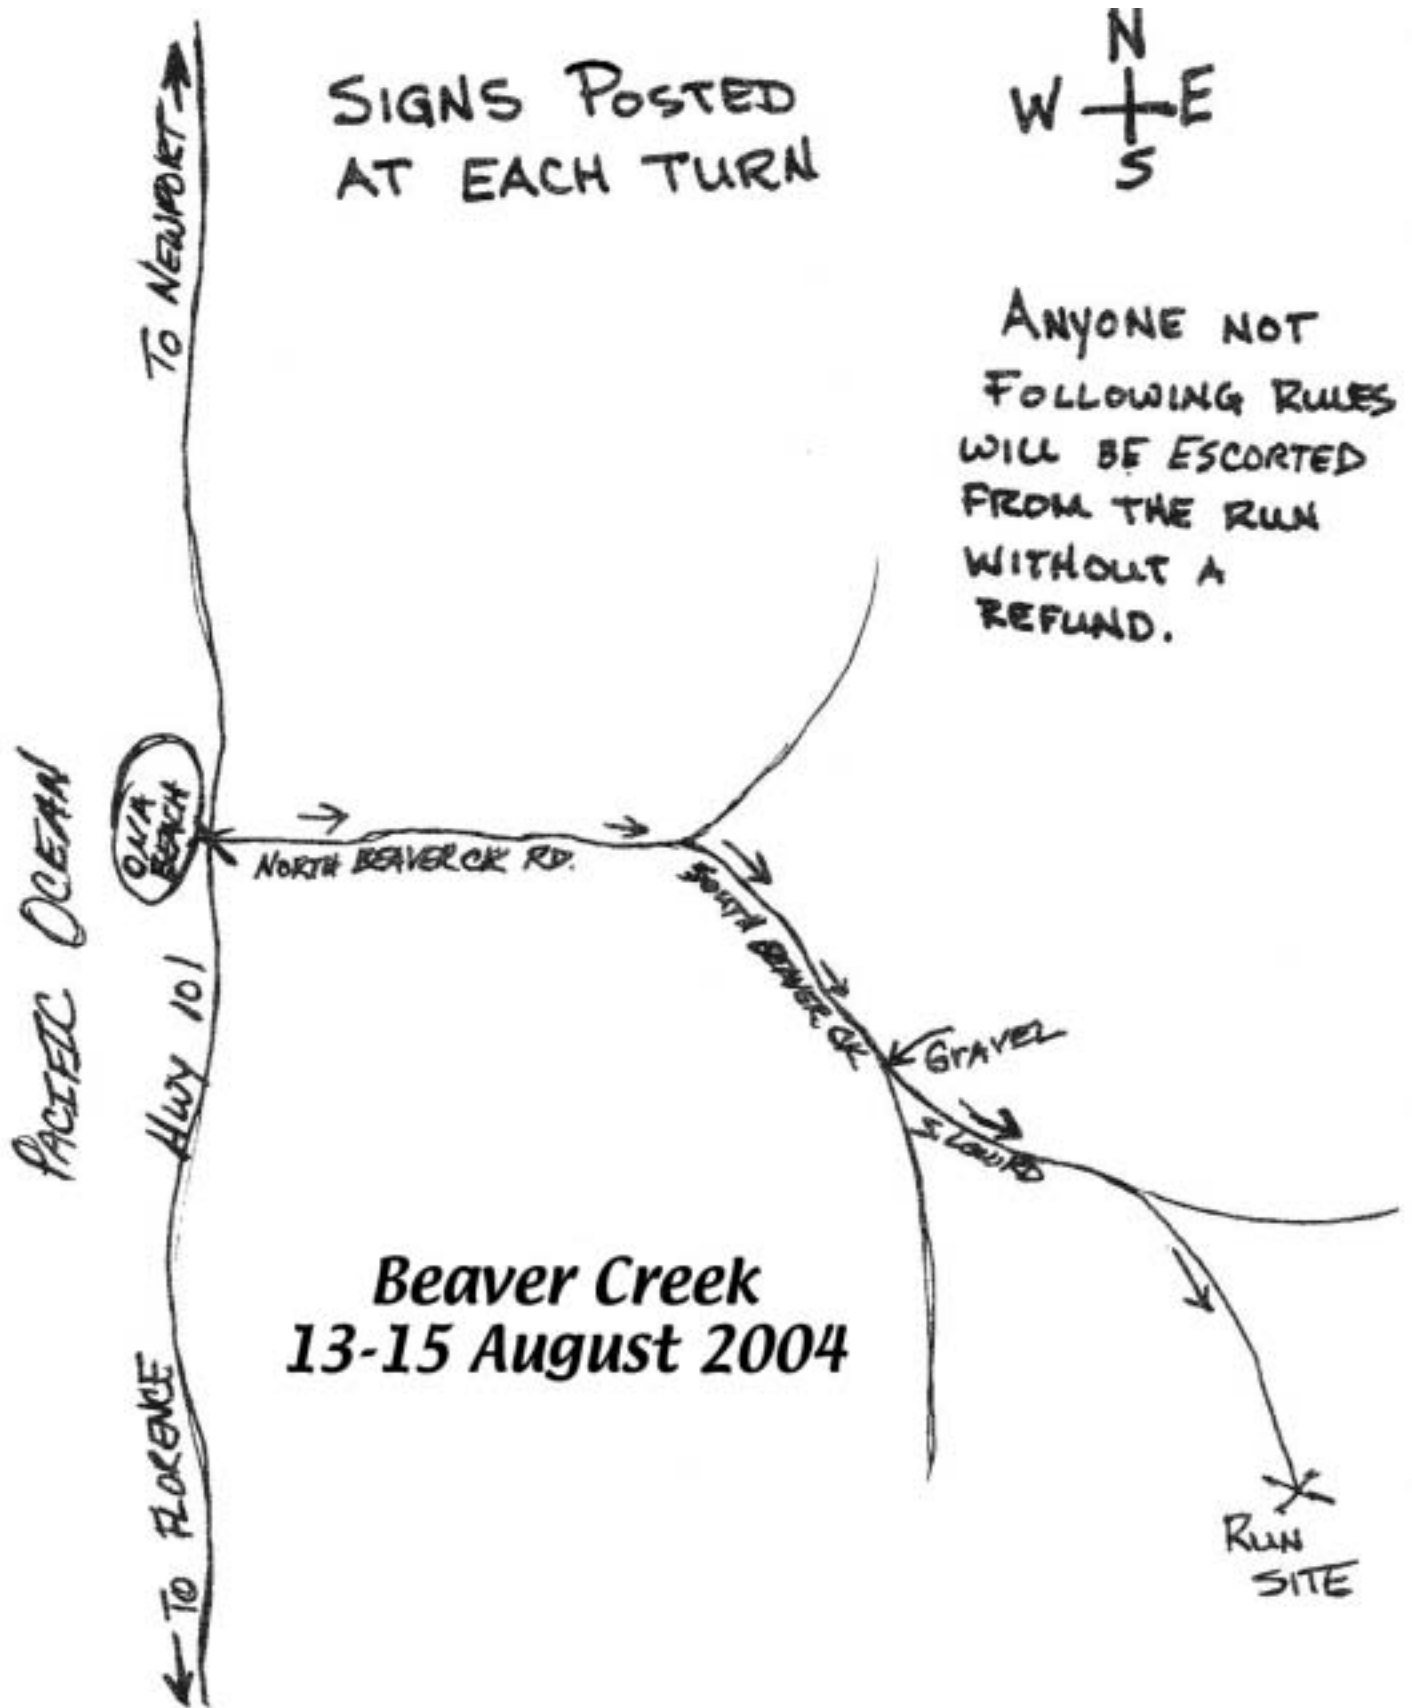 N
W E
S
SIGNS POSTED
AT EACH TURN
TO NEWPORT
ANYONE NOT
FOLLOWING RULES
WILL BE ESCORTED
FROM THE RUN
WITHOUT A
REFUND.
PACIFIC OCEAN
ONA
BEACH
NORTH BEAVER CK RD.
SOUTH BEAVER CK
GRAVEL
S. LOW RD
HWY 101
Beaver Creek
13-15 August 2004
TO FLORENCE
RUN
SITE